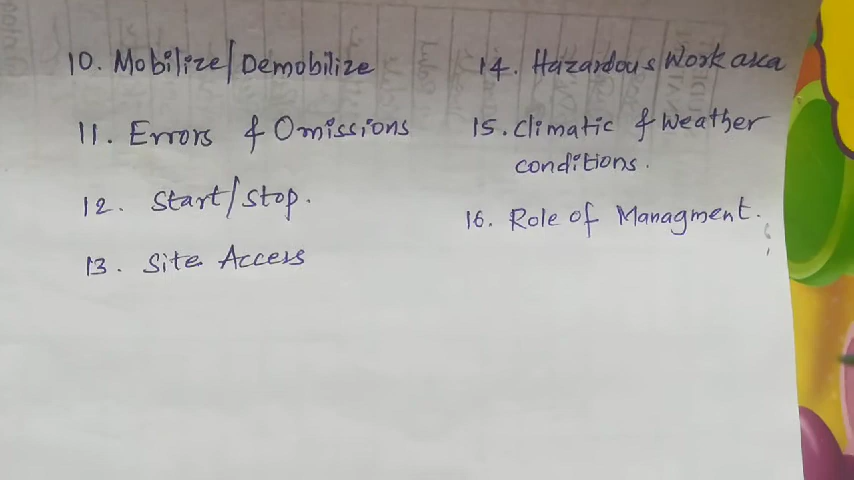 10. Mobilize/Demobilize
11. Errors & Omissions
12. Start/Stop.
13. Site Access
14. Hazardous Work area
15. Climatic & Weather
conditions.
16. Role of Managment.